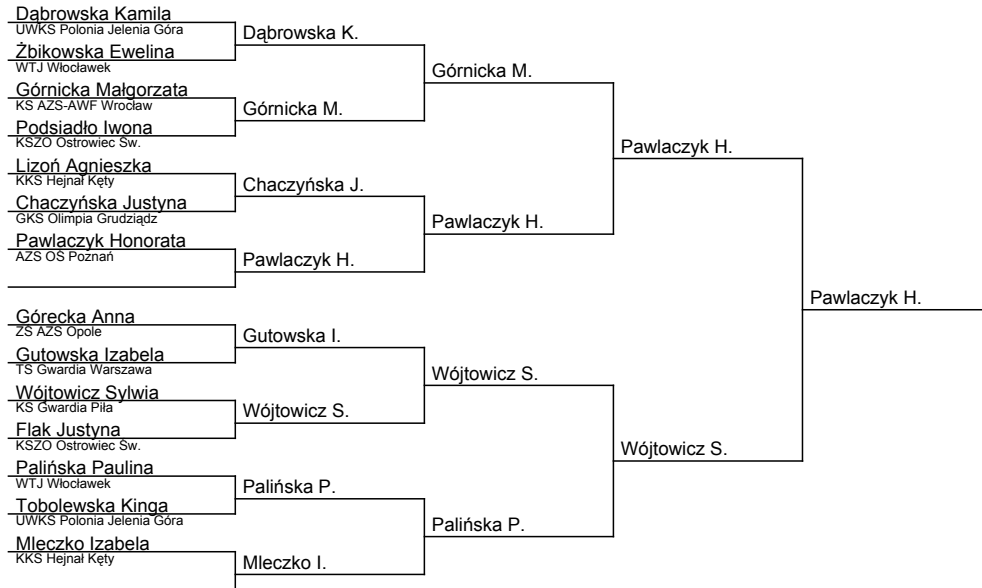 Dąbrowska Kamila
UWKS Polonia Jelenia Góra
Dąbrowska K.
Żbikowska Ewelina
WTJ Włocławek
Górnicka M.
Górnicka Małgorzata
KS AZS-AWF Wrocław
Górnicka M.
Podsiadło Iwona
KSZO Ostrowiec Św.
Pawlaczyk H.
Lizoń Agnieszka
KKS Hejnał Kęty
Chaczyńska J.
Chaczyńska Justyna
GKS Olimpia Grudziądz
Pawlaczyk H.
Pawlaczyk Honorata
AZS OŚ Poznań
Pawlaczyk H.
Pawlaczyk H.
Górecka Anna
ZS AZS Opole
Gutowska I.
Gutowska Izabela
TS Gwardia Warszawa
Wójtowicz S.
Wójtowicz Sylwia
KS Gwardia Piła
Wójtowicz S.
Flak Justyna
KSZO Ostrowiec Św.
Wójtowicz S.
Palińska Paulina
WTJ Włocławek
Palińska P.
Tobolewska Kinga
UWKS Polonia Jelenia Góra
Palińska P.
Mleczko Izabela
KKS Hejnał Kęty
Mleczko I.